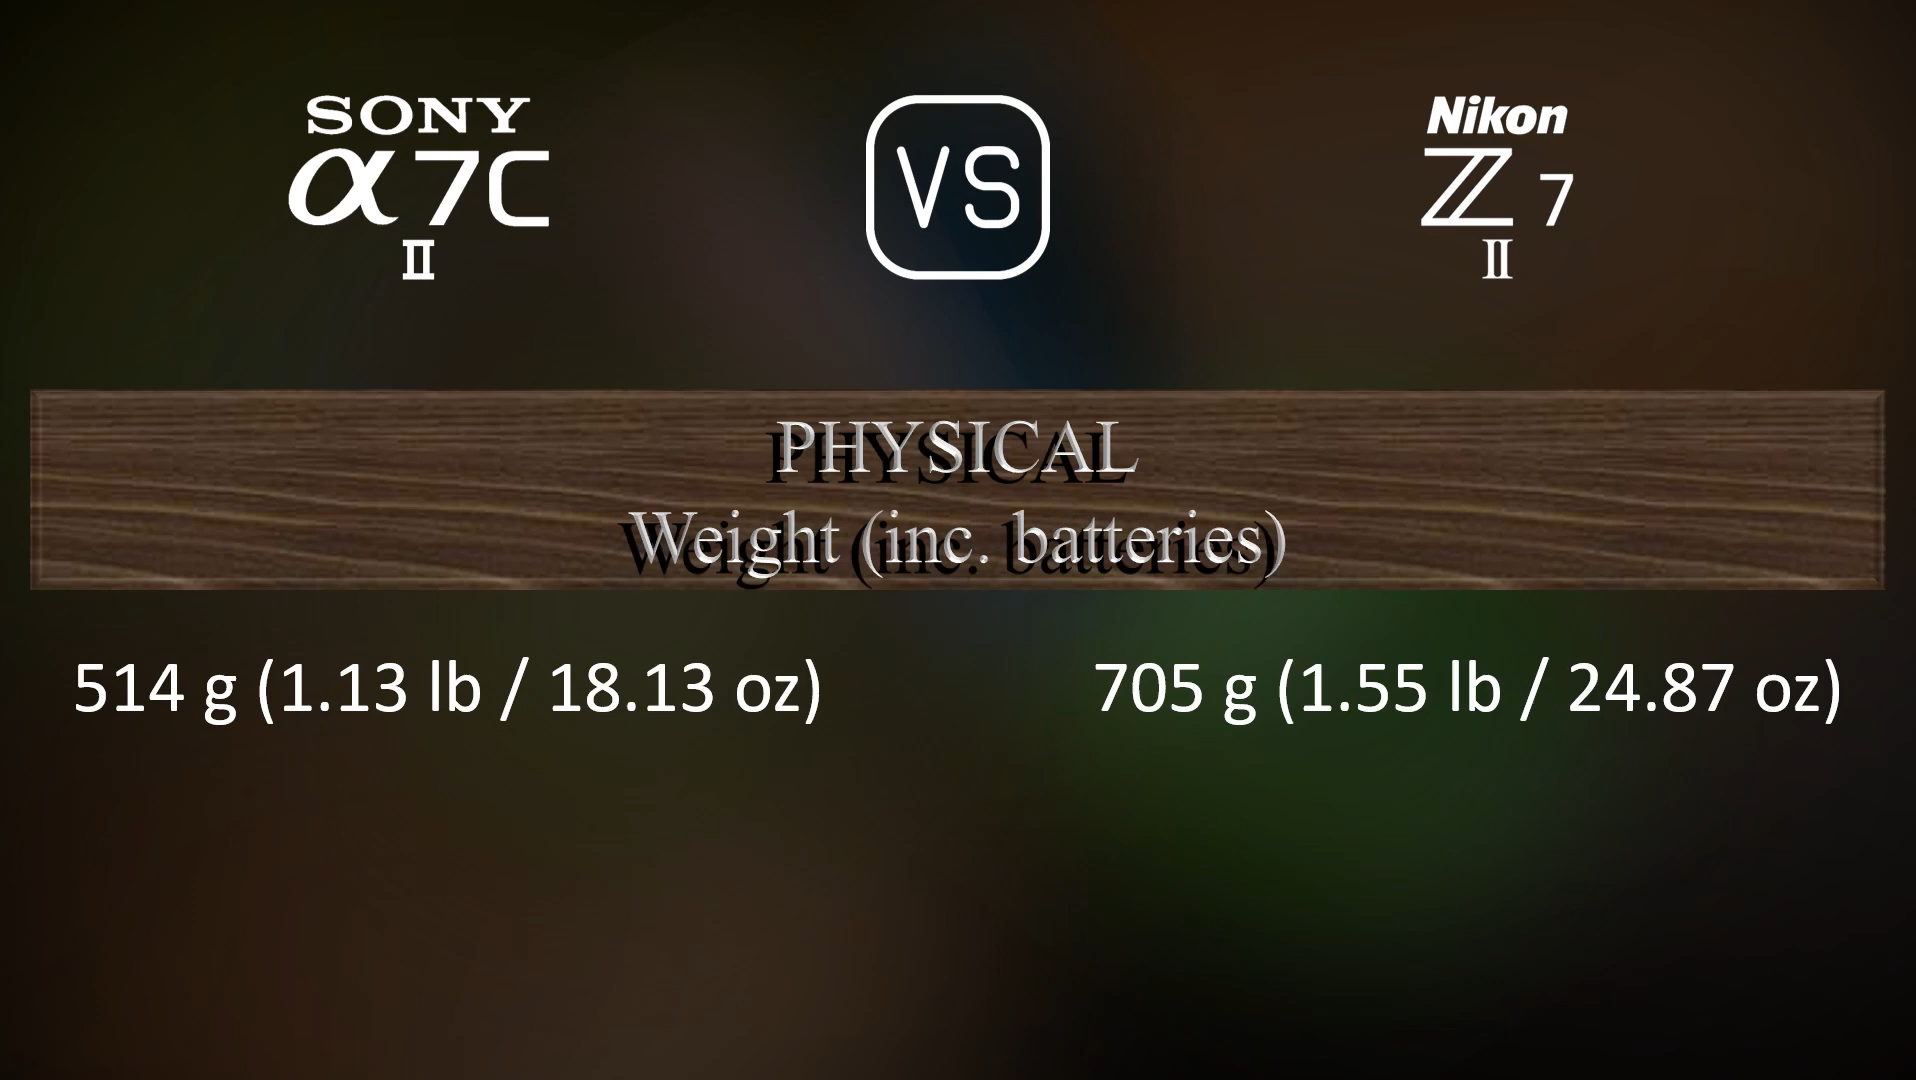 SONY
α7C
II
VS
Nikon
Z 7
II
PHYSICAL
Weight (inc. batteries)
514 g (1.13 lb / 18.13 oz)
705 g (1.55 lb / 24.87 oz)